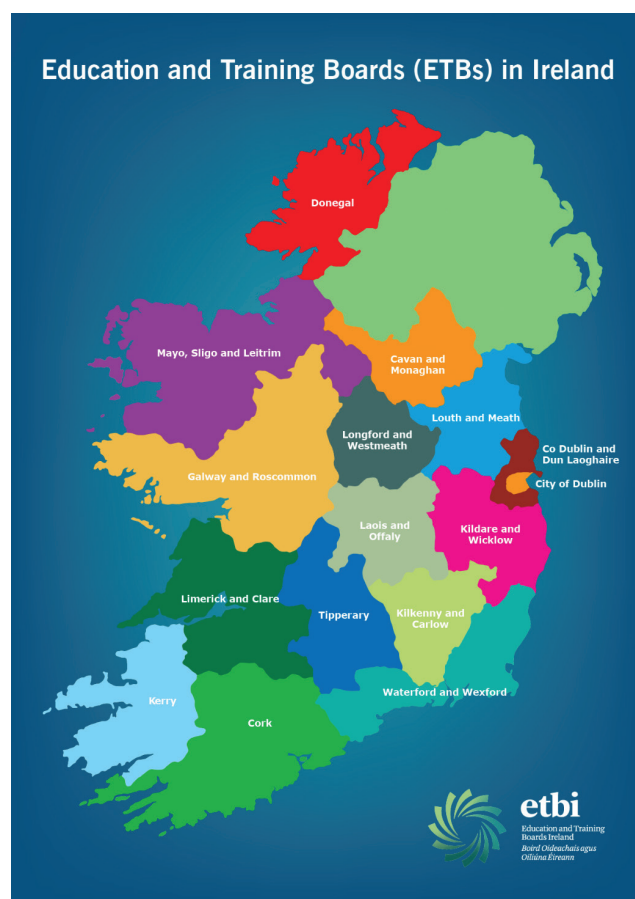 Education and Training Boards (ETBs) in Ireland
Donegal
Mayo, Sligo and Leitrim
Cavan and
Monaghan
Louth and Meath
Longford and
Westmeath
Co Dublin and
Dun Laoghaire
City of Dublin
Galway and Roscommon
Laois and
Offaly
Kildare and
Wicklow
Limerick and Clare
Tipperary
Kilkenny and
Carlow
Waterford and Wexford
Kerry
Cork
etbi
Education and Training
Boards Ireland
Boird Oideachais agus
Oiliúna Éireann